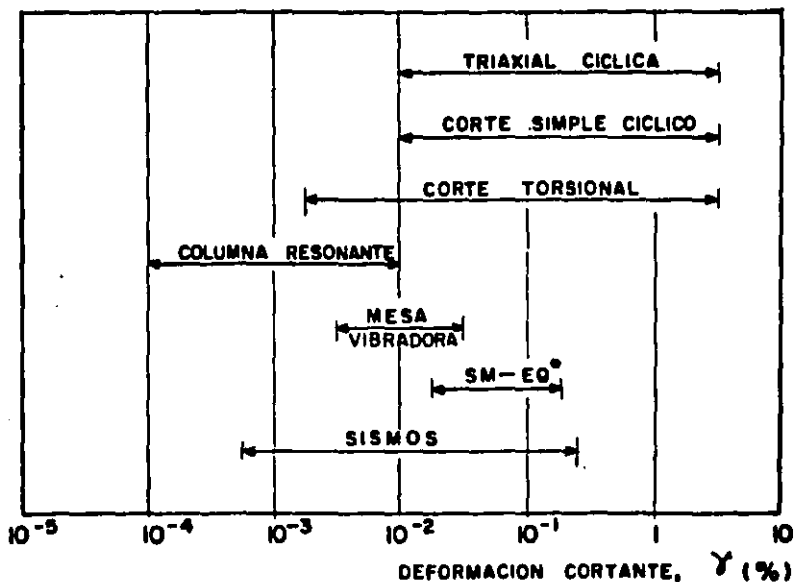 TRIAXIAL CICLICA
CORTE SIMPLE CICLICO
CORTE TORSIONAL
COLUMNA RESONANTE
MESA
VIBRADORA
SM-EQ*
SISMOS
10⁻⁵ 10⁻⁴ 10⁻³ 10⁻² 10⁻¹ 1 10
DEFORMACION CORTANTE, γ (%)